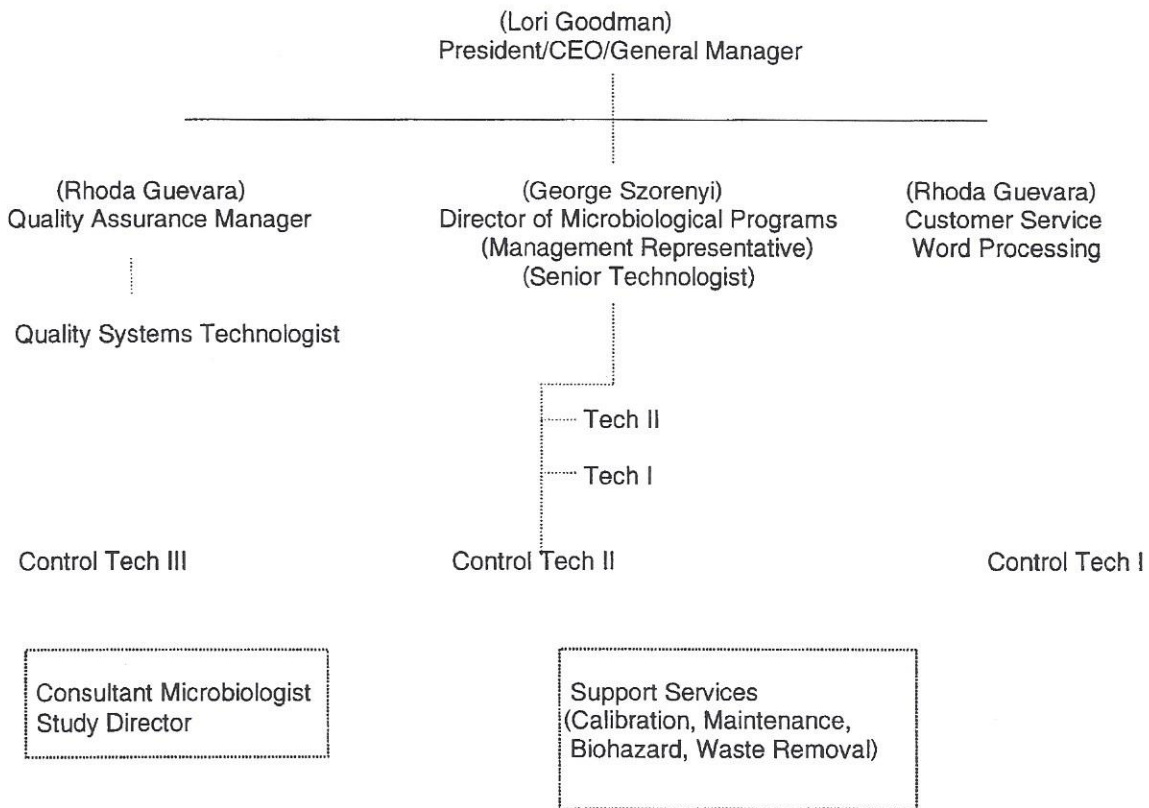 (Lori Goodman)
President/CEO/General Manager
(Rhoda Guevara)
Quality Assurance Manager
Quality Systems Technologist
(George Szorenyi)
Director of Microbiological Programs
(Management Representative)
(Senior Technologist)
(Rhoda Guevara)
Customer Service
Word Processing
Tech II
Tech I
Control Tech III
Control Tech II
Control Tech I
Consultant Microbiologist
Study Director
Support Services
(Calibration, Maintenance,
Biohazard, Waste Removal)